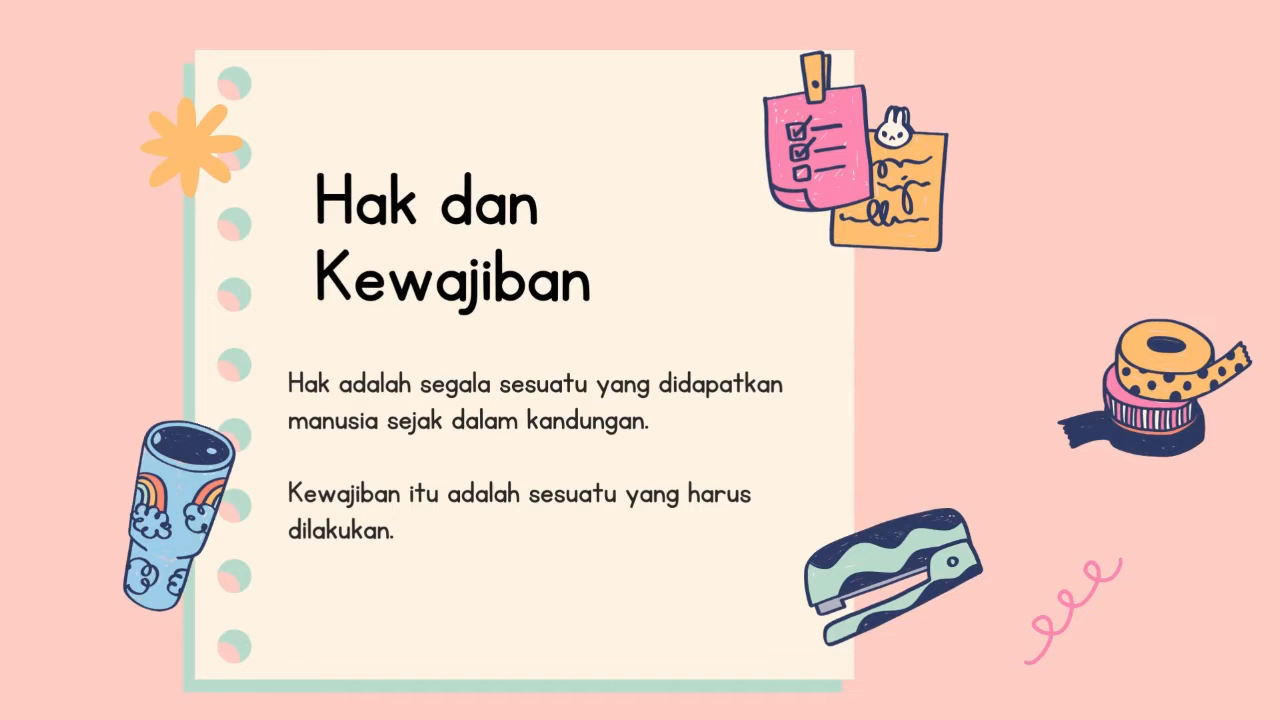 Hak dan
Kewajiban
Hak adalah segala sesuatu yang didapatkan
manusia sejak dalam kandungan.
Kewajiban itu adalah sesuatu yang harus
dilakukan.